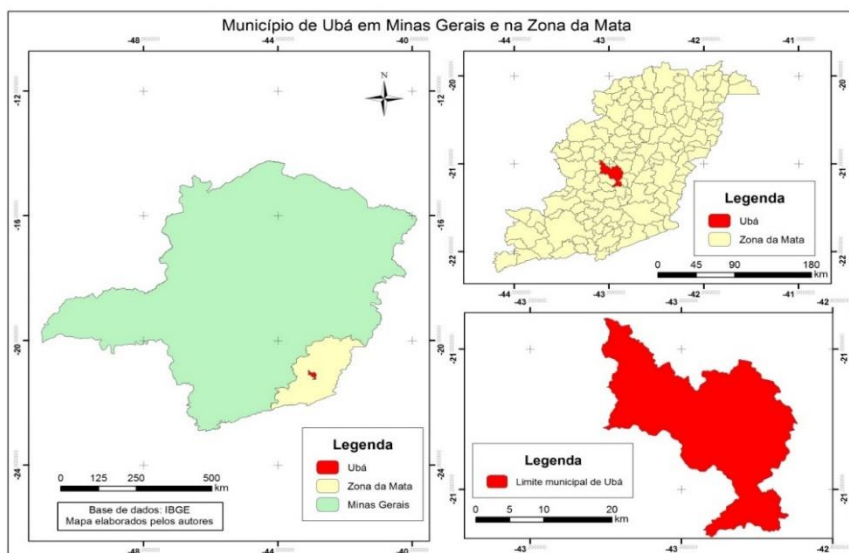 Município de Ubá em Minas Gerais e na Zona da Mata
-48 -44 -40
-12
-16
-20
-24
-12
-16
-20
-24
N
Legenda
Ubá
Zona da Mata
Minas Gerais
0 125 250 500
km
Base de dados: IBGE
Mapa elaborados pelos autores
-48 -44 -40
-43 -42 -41
-20
-21
-22
-20
-21
-22
Legenda
Ubá
Zona da Mata
0 45 90 180
km
-44 -43 -42 -41
-43 -42
-21
-21
-21
-21
Legenda
Limite municipal de Ubá
0 5 10 20
km
-43 -42